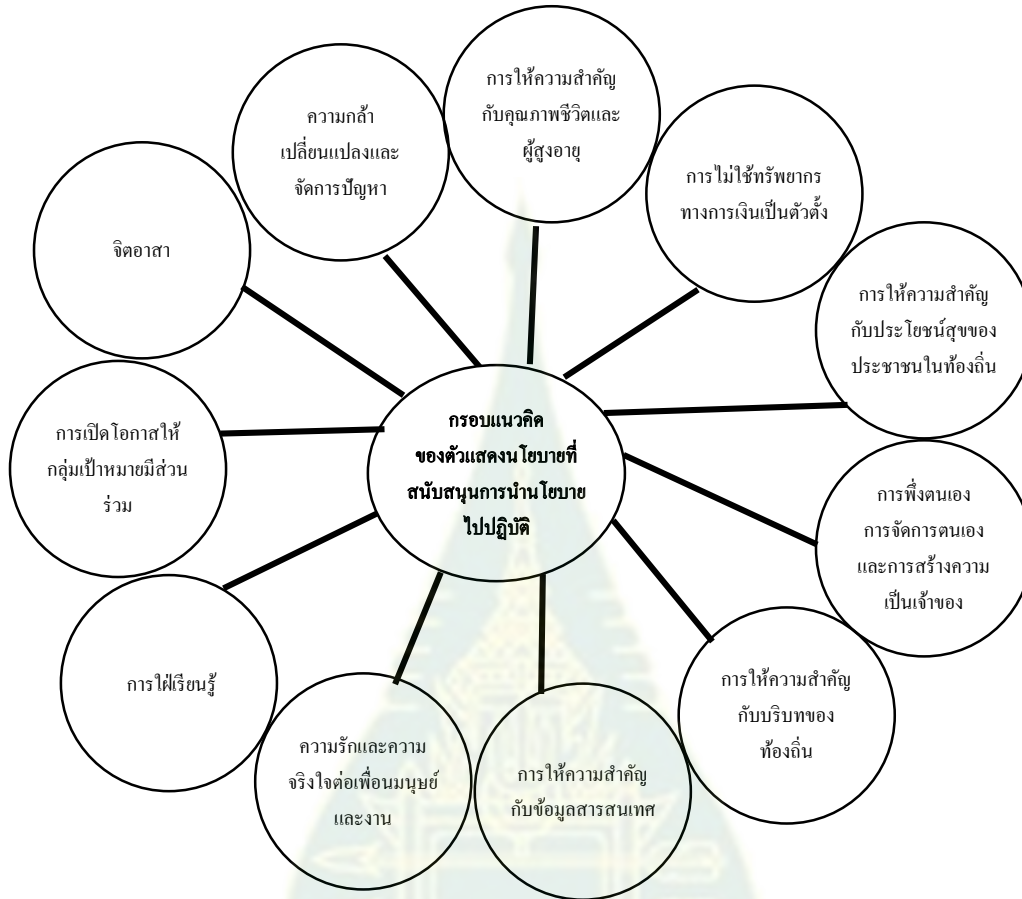 การให้ความสำคัญ
กับคุณภาพชีวิตและ
ผู้สูงอายุ
ความกล้า
เปลี่ยนแปลงและ
จัดการปัญหา
การไม่ใช้ทรัพยากร
ทางการเงินเป็นตัวตั้ง
จิตอาสา
การให้ความสำคัญ
กับประโยชน์สุขของ
ประชาชนในท้องถิ่น
กรอบแนวคิด
ของตัวแสดงนโยบายที่
สนับสนุนการนำนโยบาย
ไปปฏิบัติ
การเปิดโอกาสให้
กลุ่มเป้าหมายมีส่วน
ร่วม
การพึ่งตนเอง
การจัดการตนเอง
และการสร้างความ
เป็นเจ้าของ
การใฝ่เรียนรู้
การให้ความสำคัญ
กับบริบทของ
ท้องถิ่น
ความรักและความ
จริงใจต่อเพื่อนมนุษย์
และงาน
การให้ความสำคัญ
กับข้อมูลสารสนเทศ